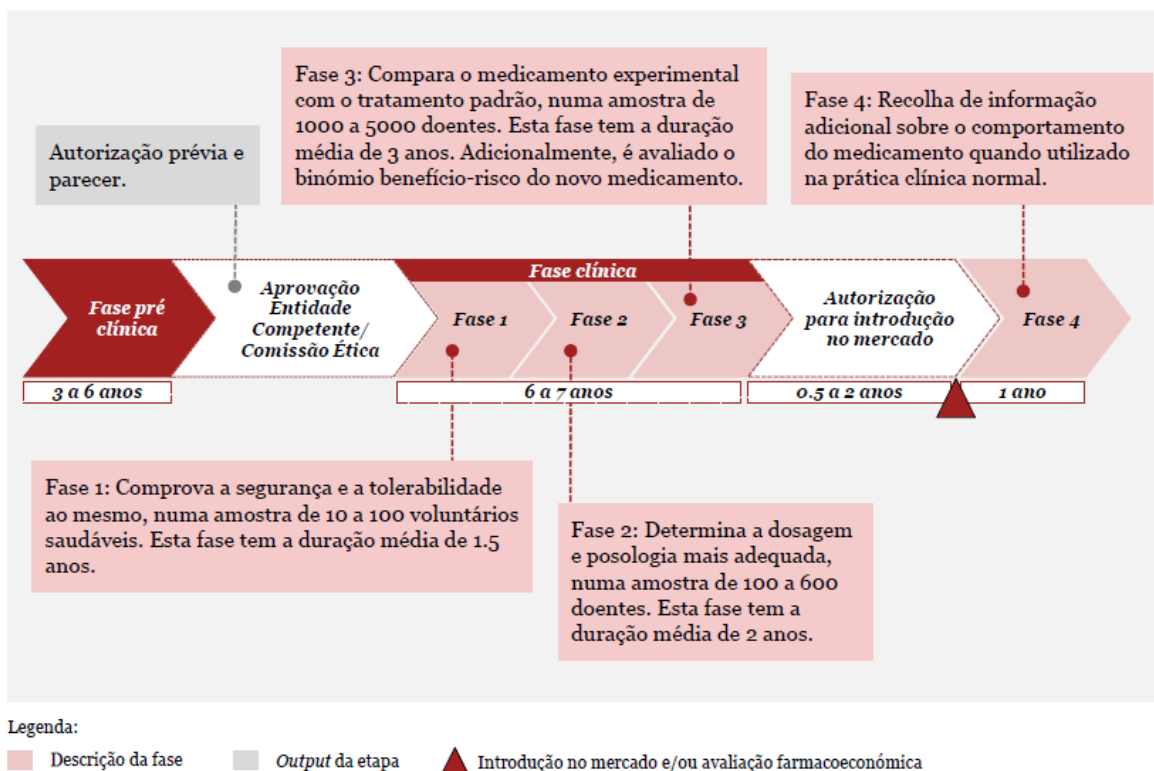 Fase 3: Compara o medicamento experimental
com o tratamento padrão, numa amostra de
1000 a 5000 doentes. Esta fase tem a duração
média de 3 anos. Adicionalmente, é avaliado o
binómio benefício-risco do novo medicamento.
Fase 4: Recolha de informação
adicional sobre o comportamento
do medicamento quando utilizado
na prática clínica normal.
Autorização prévia e
parecer.
Fase clínica
Fase pré
clínica
Aprovação
Entidade
Competente/
Comissão Ética
Fase 1
Fase 2
Fase 3
Autorização
para introdução
no mercado
Fase 4
3 a 6 anos
6 a 7 anos
0.5 a 2 anos
1 ano
Fase 1: Comprova a segurança e a tolerabilidade
ao mesmo, numa amostra de 10 a 100 voluntários
saudáveis. Esta fase tem a duração média de 1.5
anos.
Fase 2: Determina a dosagem
e posologia mais adequada,
numa amostra de 100 a 600
doentes. Esta fase tem a
duração média de 2 anos.
Legenda:
Descrição da fase
Output da etapa
Introdução no mercado e/ou avaliação farmacoeconómica